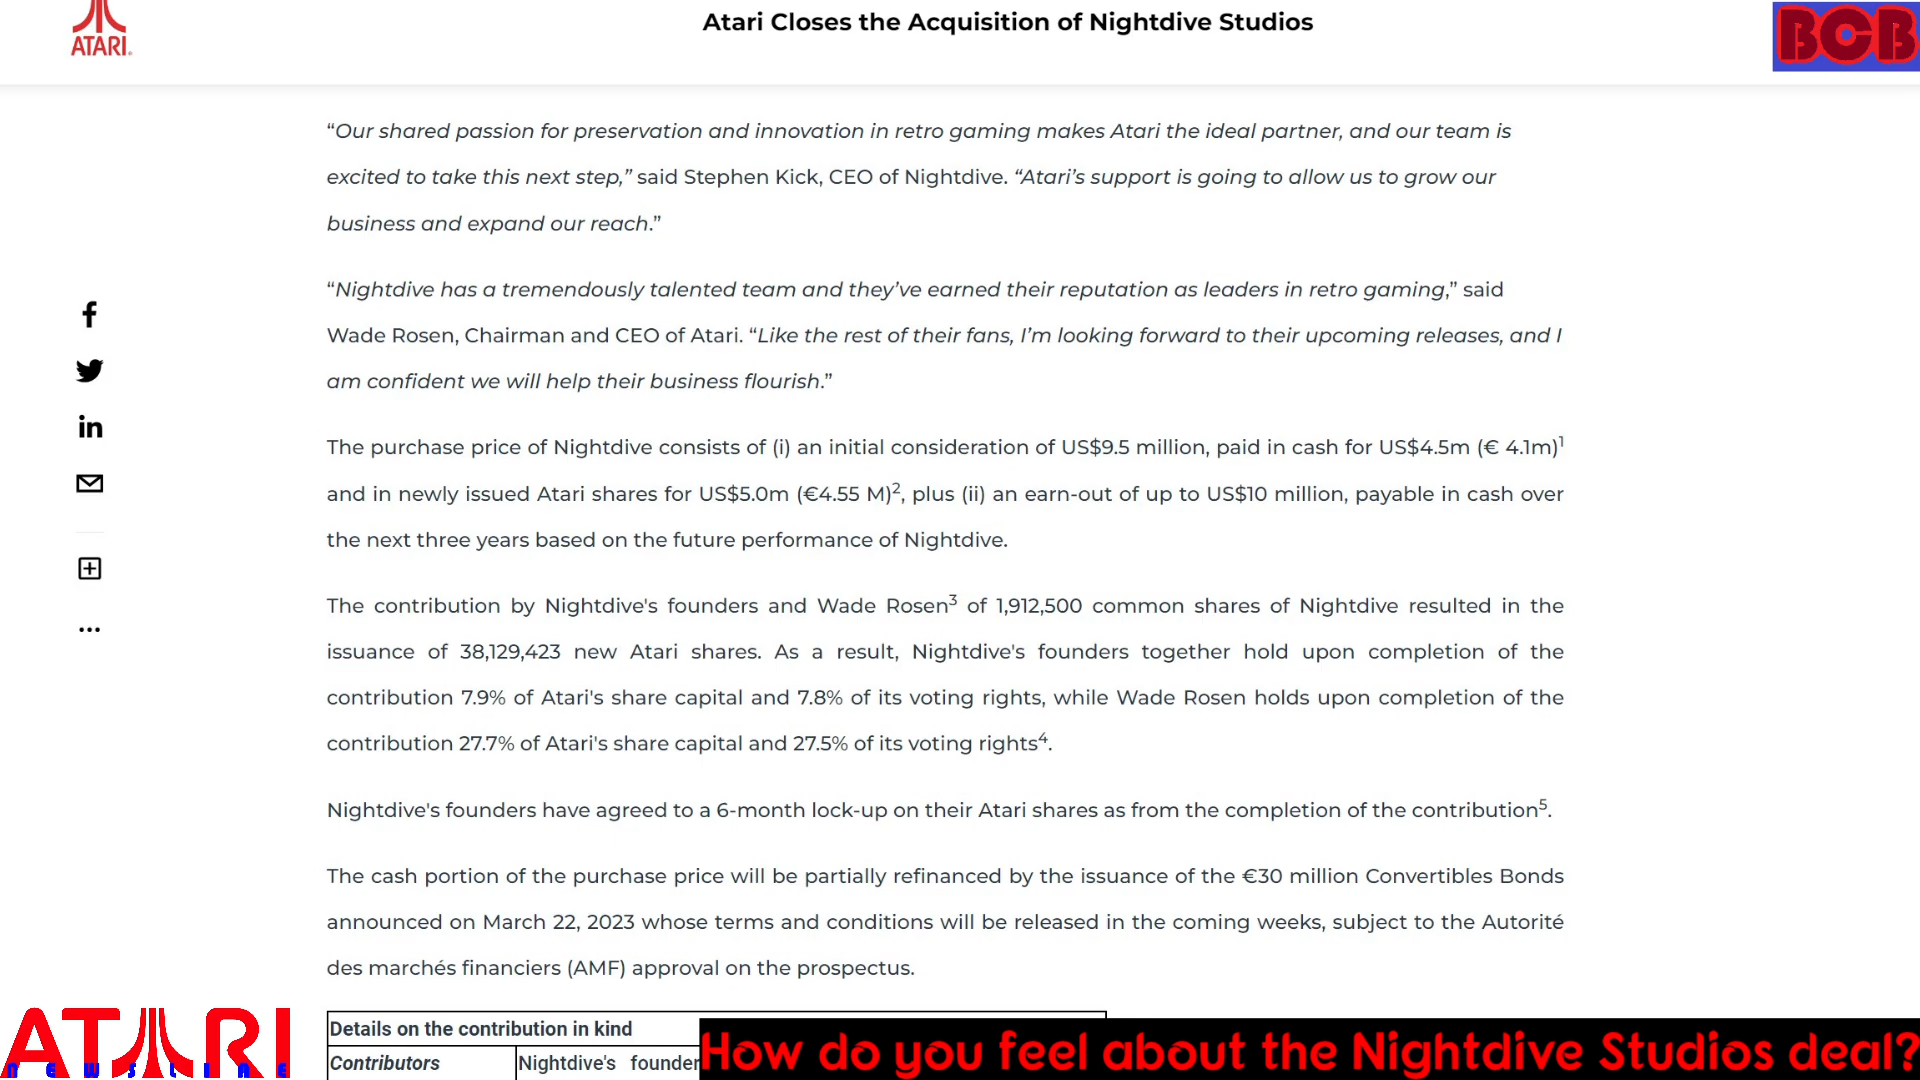 Atari Closes the Acquisition of Nightdive Studios
ATARI
BCB
“Our shared passion for preservation and innovation in retro gaming makes Atari the ideal partner, and our team is
excited to take this next step,” said Stephen Kick, CEO of Nightdive. “Atari’s support is going to allow us to grow our
business and expand our reach.”
“Nightdive has a tremendously talented team and they’ve earned their reputation as leaders in retro gaming,” said
Wade Rosen, Chairman and CEO of Atari. “Like the rest of their fans, I’m looking forward to their upcoming releases, and I
am confident we will help their business flourish.”
The purchase price of Nightdive consists of (i) an initial consideration of US$9.5 million, paid in cash for US$4.5m (€ 4.1m)¹
and in newly issued Atari shares for US$5.0m (€4.55 M)², plus (ii) an earn-out of up to US$10 million, payable in cash over
the next three years based on the future performance of Nightdive.
The contribution by Nightdive's founders and Wade Rosen³ of 1,912,500 common shares of Nightdive resulted in the
issuance of 38,129,423 new Atari shares. As a result, Nightdive's founders together hold upon completion of the
contribution 7.9% of Atari's share capital and 7.8% of its voting rights, while Wade Rosen holds upon completion of the
contribution 27.7% of Atari's share capital and 27.5% of its voting rights⁴.
Nightdive's founders have agreed to a 6-month lock-up on their Atari shares as from the completion of the contribution⁵.
The cash portion of the purchase price will be partially refinanced by the issuance of the €30 million Convertibles Bonds
announced on March 22, 2023 whose terms and conditions will be released in the coming weeks, subject to the Autorité
des marchés financiers (AMF) approval on the prospectus.
Details on the contribution in kind
Contributors
Nightdive's founder
ATARI
NEWSLINE
How do you feel about the Nightdive Studios deal?